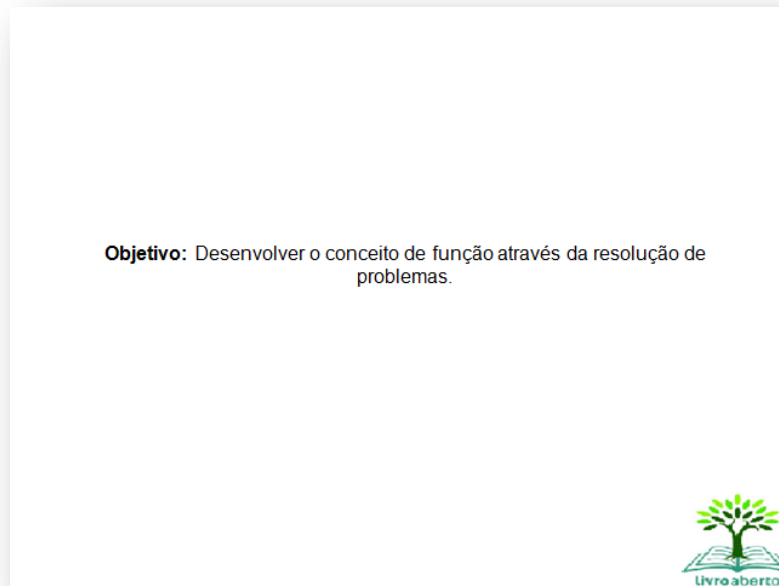 Objetivo: Desenvolver o conceito de função através da resolução de
problemas.
Livro aberto